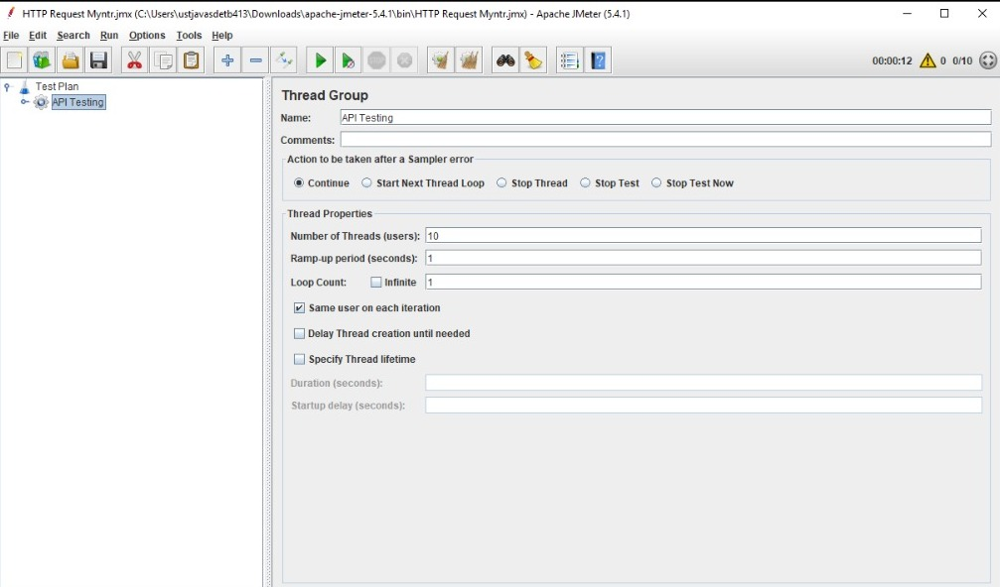 HTTP Request Myntr.jmx (C:\Users\ustjavasdetb413\Downloads\apache-jmeter-5.4.1\bin\HTTP Request Myntr.jmx) - Apache JMeter (5.4.1)
File Edit Search Run Options Tools Help
00:00:12 0 0/10
Test Plan
API Testing
Thread Group
Name: API Testing
Comments:
Action to be taken after a Sampler error
Continue Start Next Thread Loop Stop Thread Stop Test Stop Test Now
Thread Properties
Number of Threads (users): 10
Ramp-up period (seconds): 1
Loop Count: Infinite 1
Same user on each iteration
Delay Thread creation until needed
Specify Thread lifetime
Duration (seconds):
Startup delay (seconds):